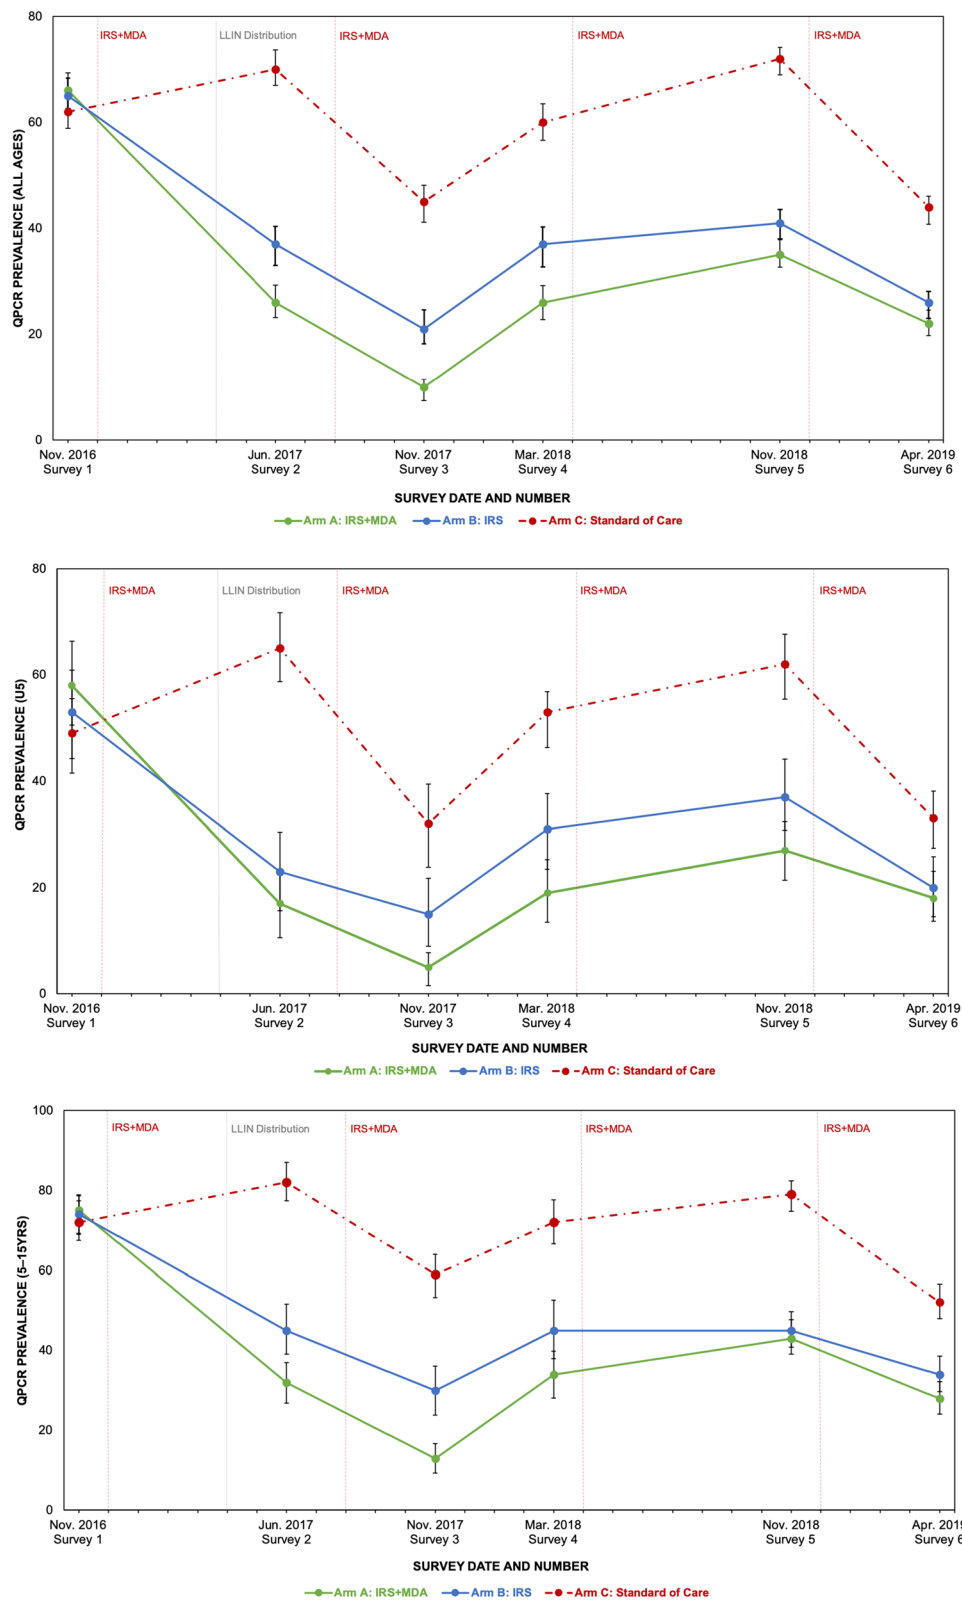 80
IRS+MDA LLIN Distribution IRS+MDA IRS+MDA IRS+MDA
60
40
20
0
QPCR PREVALENCE (ALL AGES)
Nov. 2016 Jun. 2017 Nov. 2017 Mar. 2018 Nov. 2018 Apr. 2019
Survey 1 Survey 2 Survey 3 Survey 4 Survey 5 Survey 6
SURVEY DATE AND NUMBER
Arm A: IRS+MDA Arm B: IRS Arm C: Standard of Care
80
IRS+MDA LLIN Distribution IRS+MDA IRS+MDA IRS+MDA
60
40
20
0
QPCR PREVALENCE (U5)
Nov. 2016 Jun. 2017 Nov. 2017 Mar. 2018 Nov. 2018 Apr. 2019
Survey 1 Survey 2 Survey 3 Survey 4 Survey 5 Survey 6
SURVEY DATE AND NUMBER
Arm A: IRS+MDA Arm B: IRS Arm C: Standard of Care
100
IRS+MDA LLIN Distribution IRS+MDA IRS+MDA IRS+MDA
80
60
40
20
0
QPCR PREVALENCE (5–15YRS)
Nov. 2016 Jun. 2017 Nov. 2017 Mar. 2018 Nov. 2018 Apr. 2019
Survey 1 Survey 2 Survey 3 Survey 4 Survey 5 Survey 6
SURVEY DATE AND NUMBER
Arm A: IRS+MDA Arm B: IRS Arm C: Standard of Care